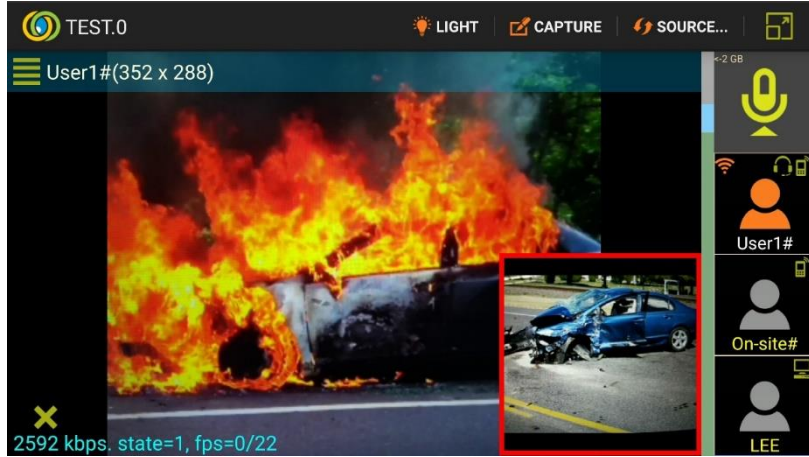 TEST.0
LIGHT
CAPTURE
SOURCE...
User1#(352 x 288)
<-2 GB
User1#
On-site#
LEE
2592 kbps. state=1, fps=0/22